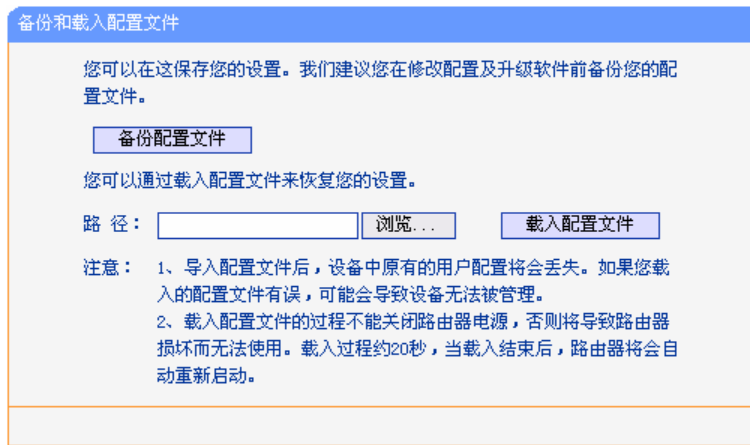 备份和载入配置文件
您可以在这保存您的设置。我们建议您在修改配置及升级软件前备份您的配
置文件。
备份配置文件
您可以通过载入配置文件来恢复您的设置。
路 径： 浏览... 载入配置文件
注意： 1、导入配置文件后，设备中原有的用户配置将会丢失。如果您载
入的配置文件有误，可能会导致设备无法被管理。
2、载入配置文件的过程不能关闭路由器电源，否则将导致路由器
损坏而无法使用。载入过程约20秒，当载入结束后，路由器将会自
动重新启动。